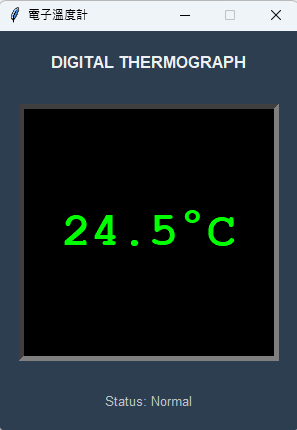 電子溫度計
DIGITAL THERMOGRAPH
24.5°C
Status: Normal